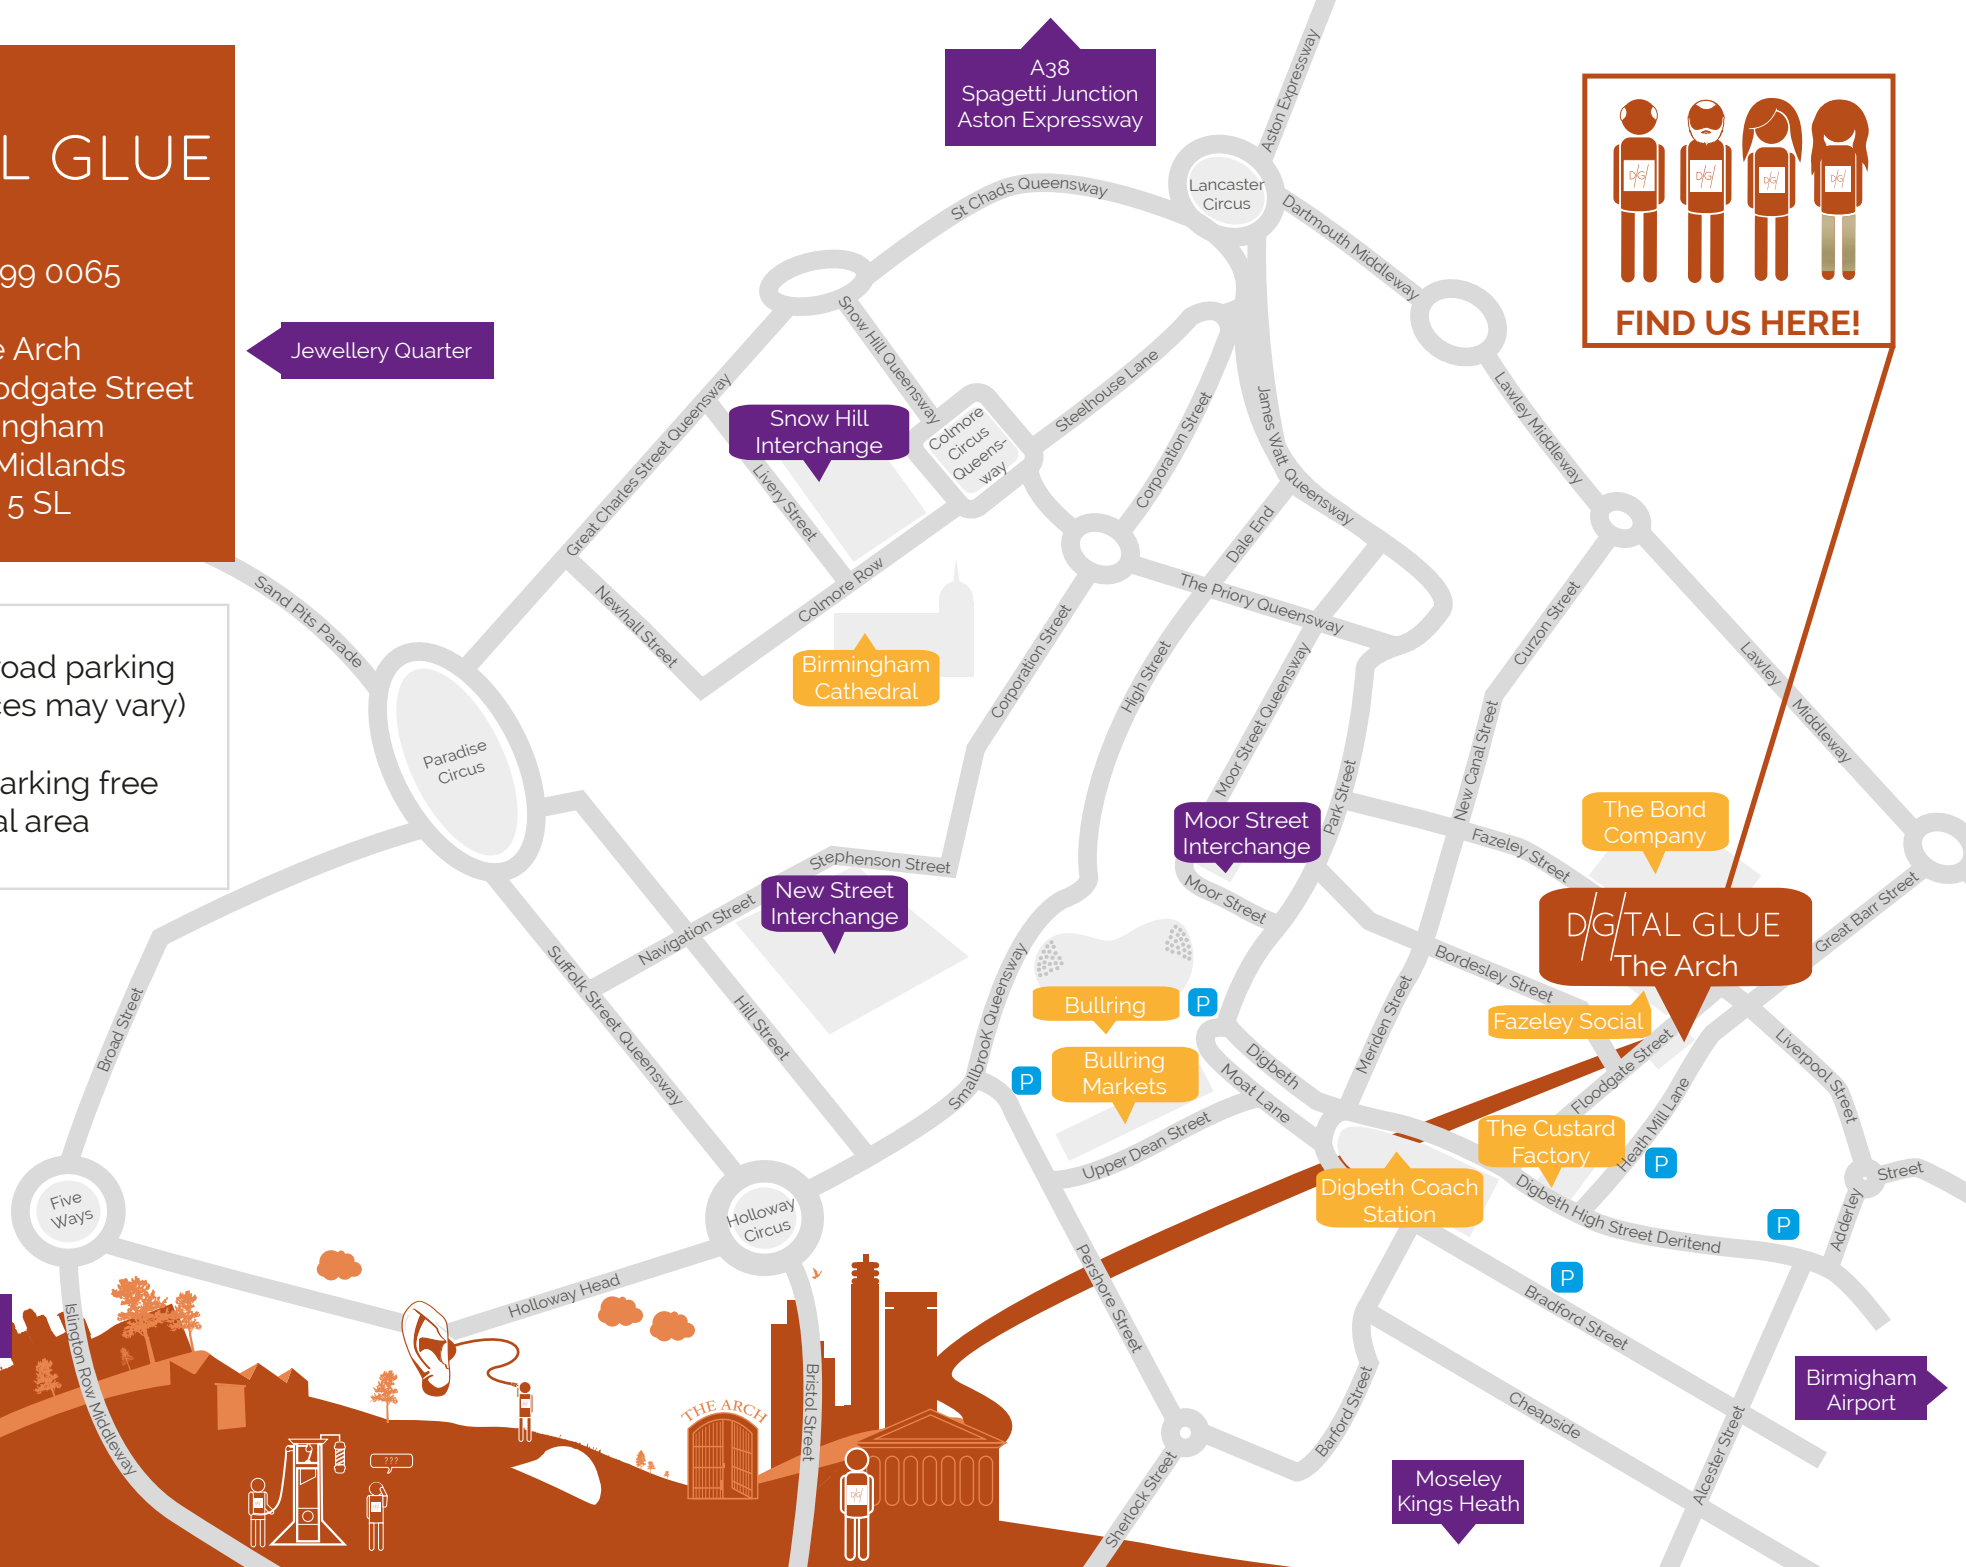 L GLUE
99 0065
Arch
Street
Midlands
5 SL
road parking
may vary)
arking free
area
A38
Spagetti Junction
Aston Expressway
Jewellery Quarter
FIND US HERE!
Aston Expressway
Lancaster
Circus
St Chads Queensway
Dartmouth Middleway
Snow Hill Queensway
Great Charles Street Queensway
Snow Hill
Interchange
Livery Street
Colmore
Circus
Queens-
way
Steelhouse Lane
Corporation Street
James Watt Queensway
Lawley Middleway
Dale End
Colmore Row
Newhall Street
Sand Pits Parade
The Priory Queensway
Curzon Street
Birmingham
Cathedral
Corporation Street
High Street
Moor Street Queensway
Lawley
Middleway
Paradise
Circus
New Canal Street
Park Street
Moor Street
Interchange
The Bond
Company
Fazeley Street
Stephenson Street
New Street
Interchange
Navigation Street
Moor Street
DIGITAL GLUE
The Arch
Great Barr Street
Bordesley Street
Fazeley Social
Suffolk Street Queensway
Hill Street
Smallbrook Queensway
Broad Street
Bullring
P
Bullring
Markets
P
Digbeth
Moat Lane
Meriden Street
Floodgate Street
Liverpool Street
Heath Mill Lane
Upper Dean Street
The Custard
Factory
P
Digbeth Coach
Station
Digbeth High Street Deritend
P
Street
Adderley
Five
Ways
Holloway
Circus
Holloway Head
Pershore Street
P
Bradford Street
Islington Row Middleway
Bristol Street
THE ARCH
???
Barford Street
Cheapside
Birmigham
Airport
Alcester Street
Moseley
Kings Heath
Sherlock Street